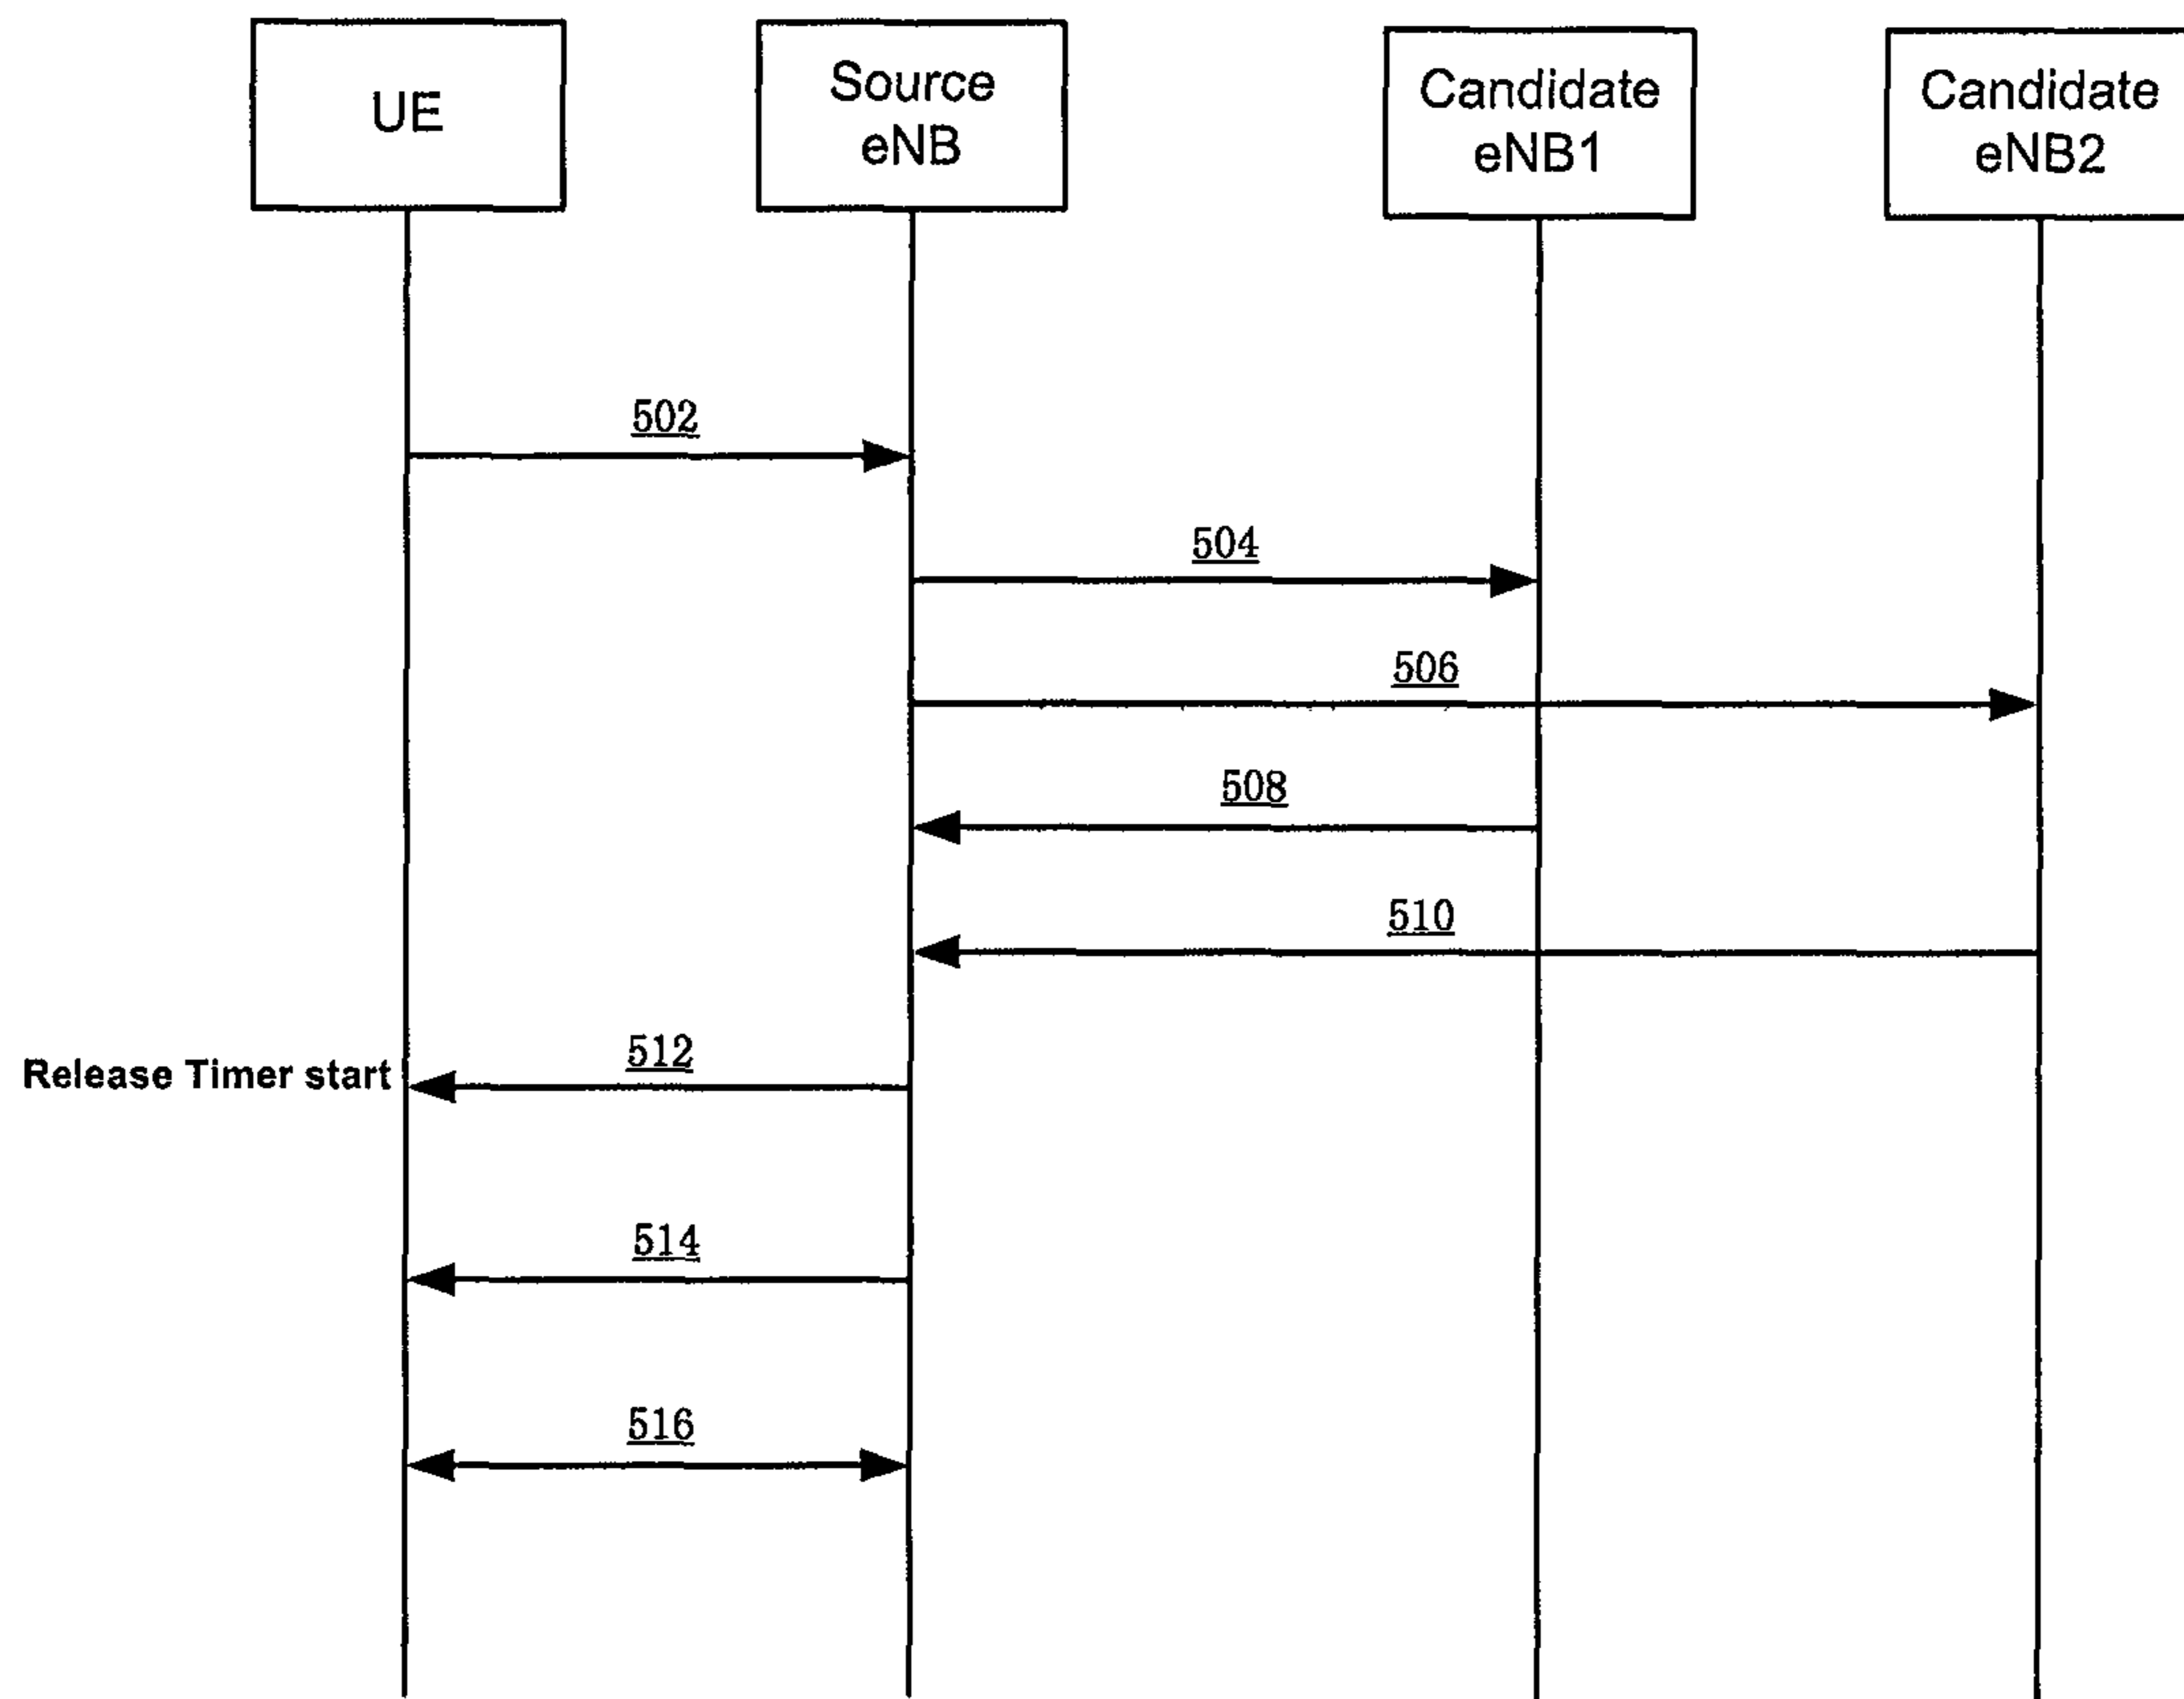 UE
Source
eNB
Candidate
eNB1
Candidate
eNB2
502
504
506
508
510
Release Timer start
512
514
516